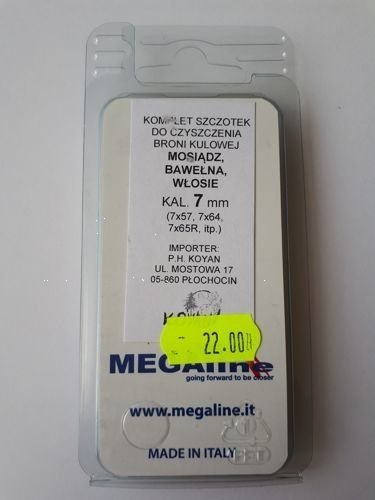 KOMPLET SZCZOTEK
DO CZYSZCZENIA
BRONI KULOWEJ
MOSIĄDZ,
BAWEŁNA,
WŁOSIE
KAL. 7 mm
(7x57, 7x64,
7x65R, itp.)
IMPORTER:
P.H. KOYAN
UL. MOSTOWA 17
05-860 PŁOCHOCIN
22.00
MEGAline
going forward to be closer
www.megaline.it
MADE IN ITALY
PET